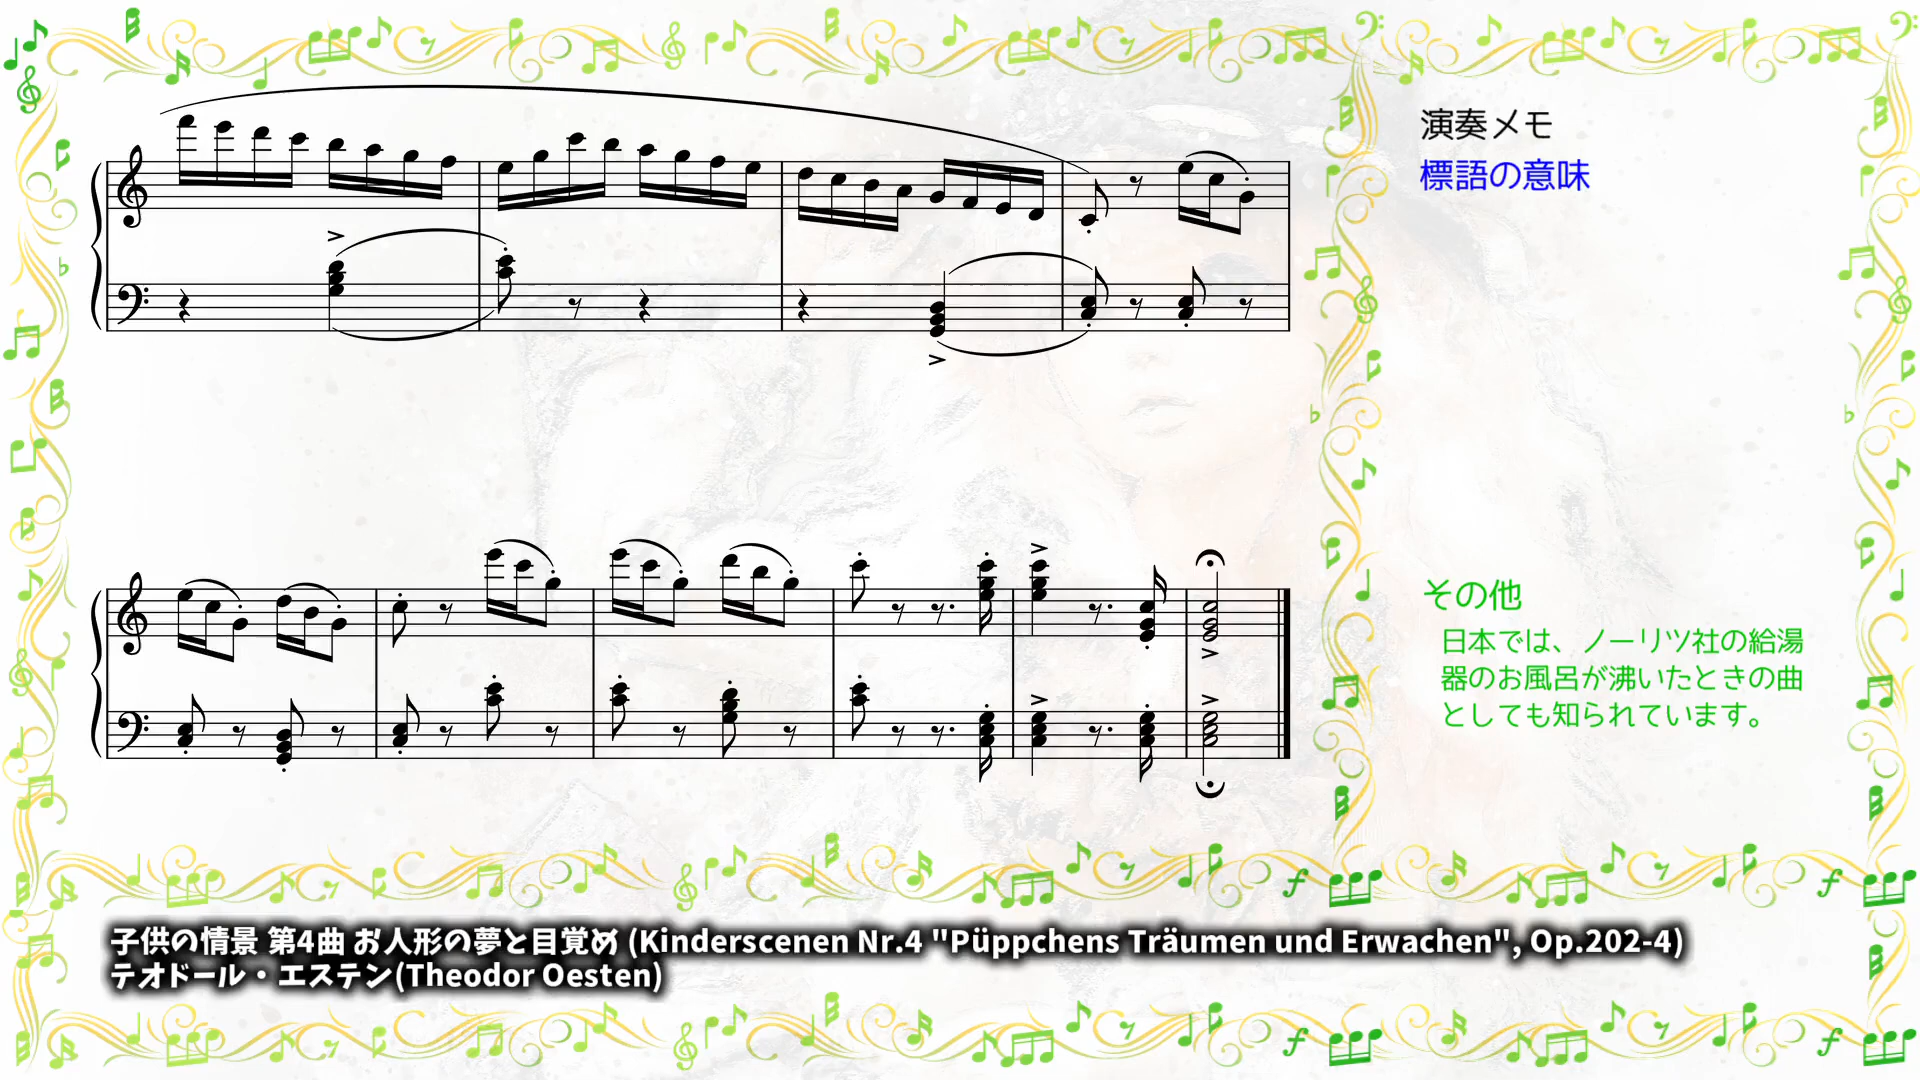 演奏メモ
標語の意味
その他
日本では、ノーリツ社の給湯
器のお風呂が沸いたときの曲
としても知られています。
子供の情景 第4曲 お人形の夢と目覚め (Kinderscenen Nr.4 "Püppchens Träumen und Erwachen", Op.202-4)
テオドール・エステン(Theodor Oesten)